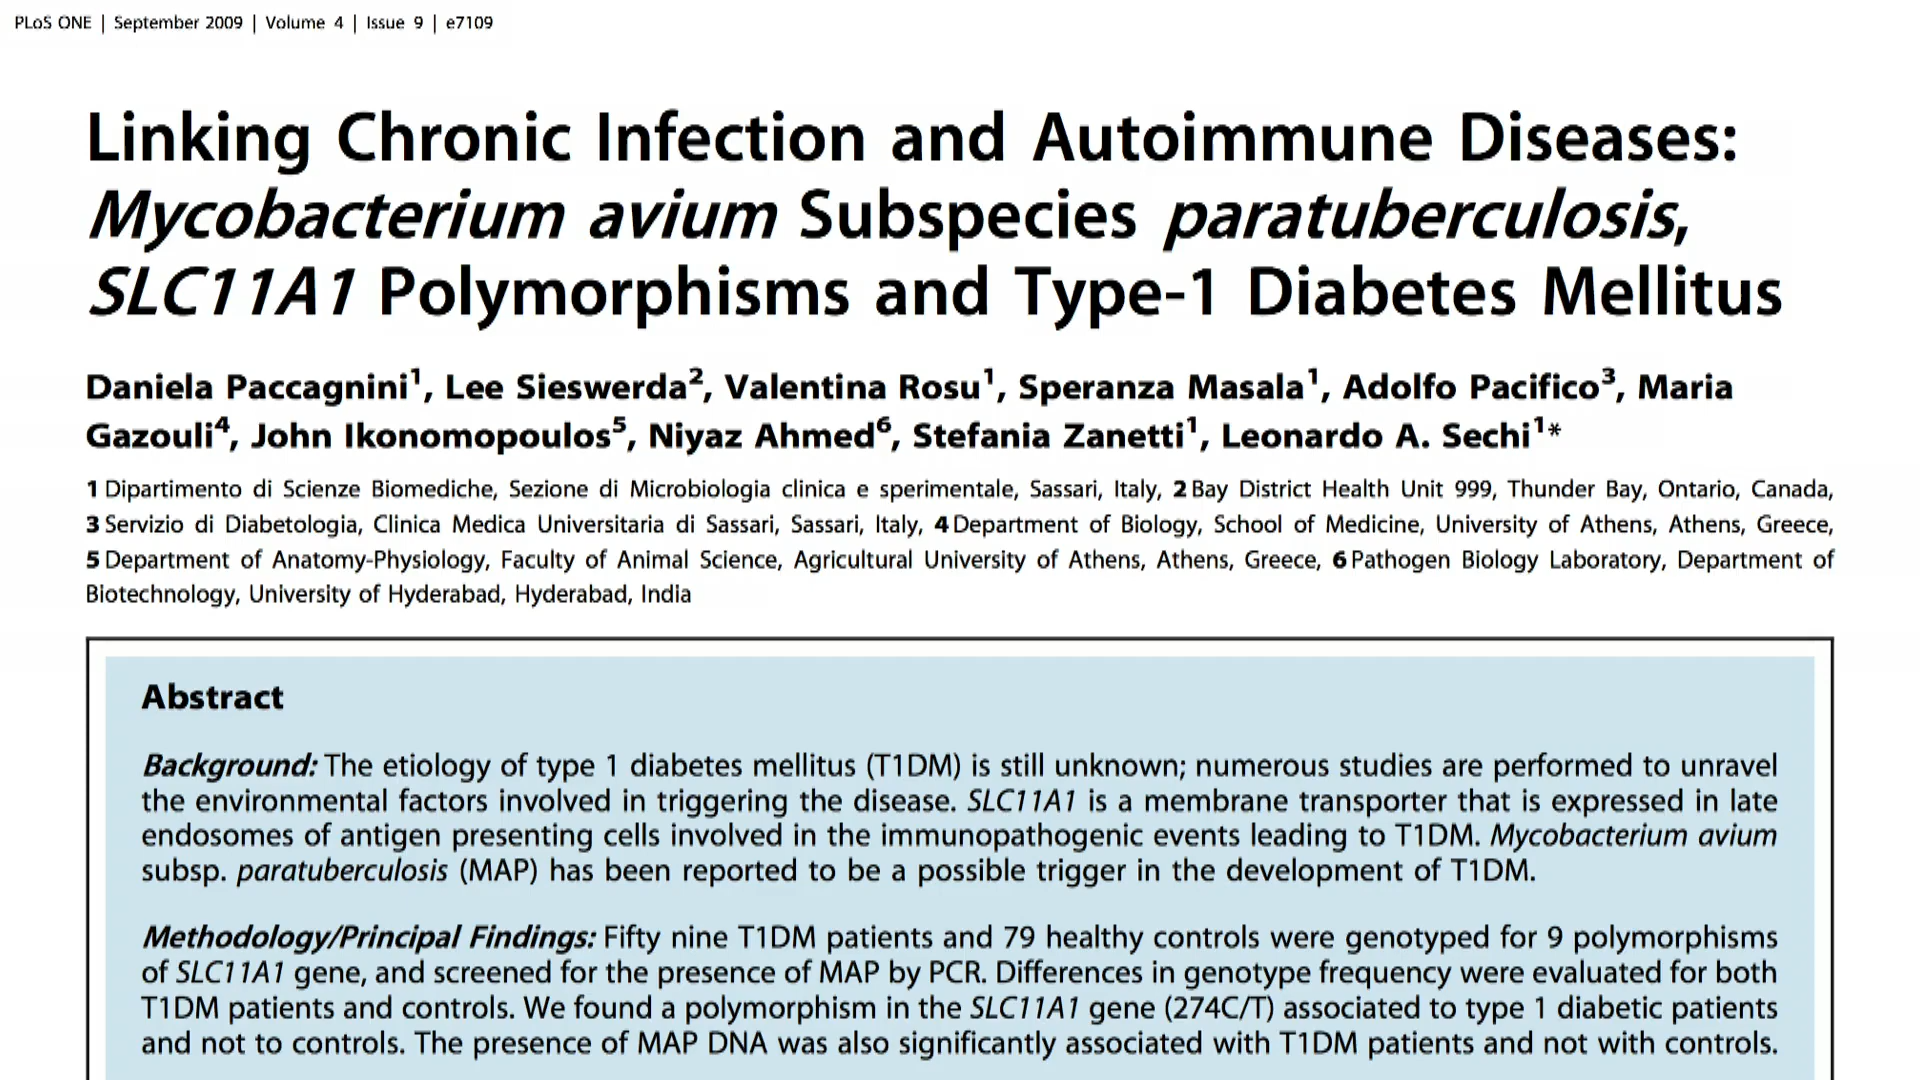 PLoS ONE | September 2009 | Volume 4 | Issue 9 | e7109
Linking Chronic Infection and Autoimmune Diseases:
Mycobacterium avium Subspecies paratuberculosis,
SLC11A1 Polymorphisms and Type-1 Diabetes Mellitus
Daniela Paccagnini1, Lee Sieswerda2, Valentina Rosu1, Speranza Masala1, Adolfo Pacifico3, Maria
Gazouli4, John Ikonomopoulos5, Niyaz Ahmed6, Stefania Zanetti1, Leonardo A. Sechi1*
1 Dipartimento di Scienze Biomediche, Sezione di Microbiologia clinica e sperimentale, Sassari, Italy, 2 Bay District Health Unit 999, Thunder Bay, Ontario, Canada,
3 Servizio di Diabetologia, Clinica Medica Universitaria di Sassari, Sassari, Italy, 4 Department of Biology, School of Medicine, University of Athens, Athens, Greece,
5 Department of Anatomy-Physiology, Faculty of Animal Science, Agricultural University of Athens, Athens, Greece, 6 Pathogen Biology Laboratory, Department of
Biotechnology, University of Hyderabad, Hyderabad, India
Abstract
Background: The etiology of type 1 diabetes mellitus (T1DM) is still unknown; numerous studies are performed to unravel
the environmental factors involved in triggering the disease. SLC11A1 is a membrane transporter that is expressed in late
endosomes of antigen presenting cells involved in the immunopathogenic events leading to T1DM. Mycobacterium avium
subsp. paratuberculosis (MAP) has been reported to be a possible trigger in the development of T1DM.
Methodology/Principal Findings: Fifty nine T1DM patients and 79 healthy controls were genotyped for 9 polymorphisms
of SLC11A1 gene, and screened for the presence of MAP by PCR. Differences in genotype frequency were evaluated for both
T1DM patients and controls. We found a polymorphism in the SLC11A1 gene (274C/T) associated to type 1 diabetic patients
and not to controls. The presence of MAP DNA was also significantly associated with T1DM patients and not with controls.